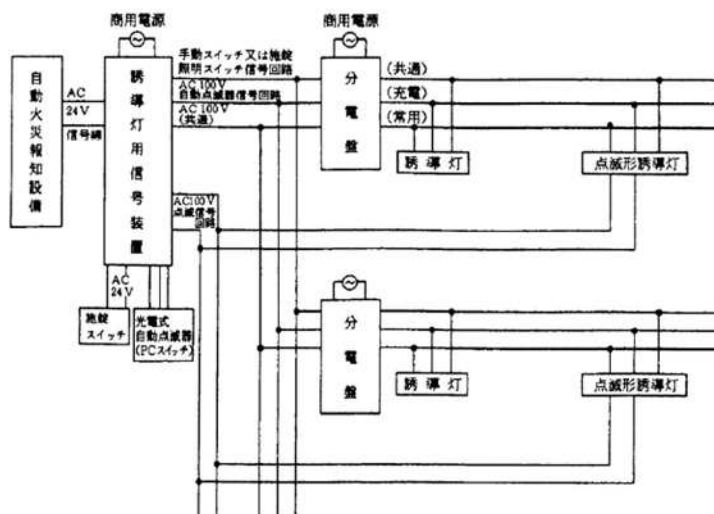 商用電源
商用電源
自動火災報知設備
AC
24V
信号線
誘導灯用信号装置
手動スイッチ又は施錠
照明スイッチ信号回路
AC100V
自動点滅器信号回路
AC100V
(共通)
AC100V
点滅信号
回路
分電盤
(共通)
(充電)
(常用)
誘導灯
点滅形誘導灯
AC
24V
施錠
スイッチ
光電式
自動点滅器
(PCスイッチ)
分電盤
誘導灯
点滅形誘導灯